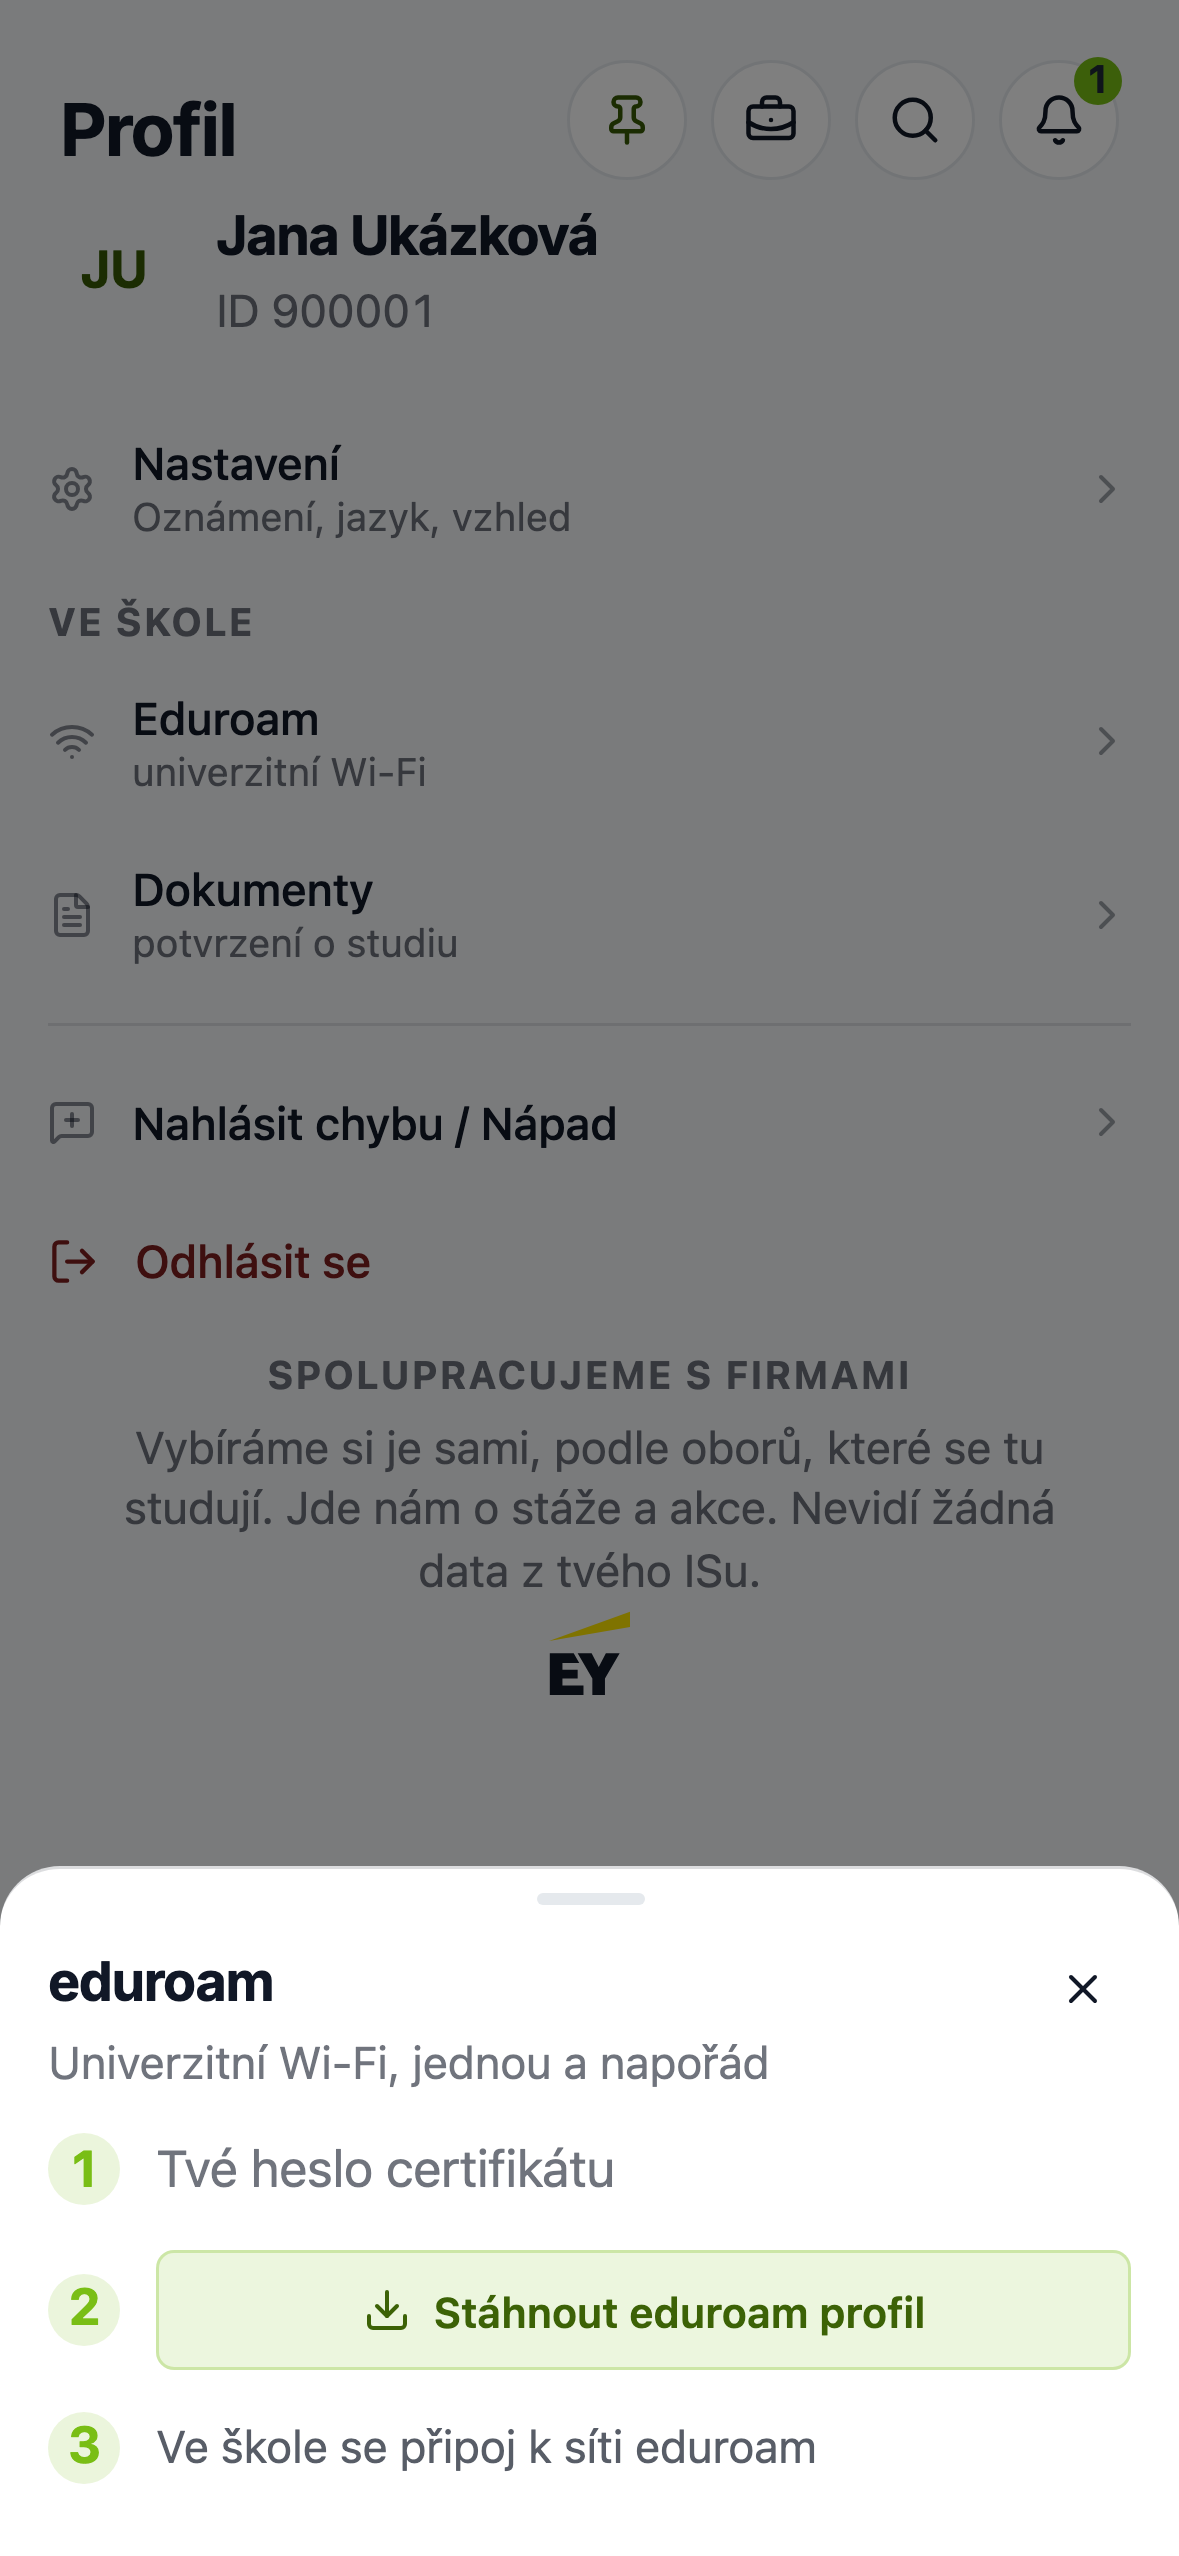 Profil
1
JU
Jana Ukázková
ID 900001
Nastavení
Oznámení, jazyk, vzhled
VE ŠKOLE
Eduroam
univerzitní Wi-Fi
Dokumenty
potvrzení o studiu
Nahlásit chybu / Nápad
Odhlásit se
SPOLUPRACUJEME S FIRMAMI
Vybíráme si je sami, podle oborů, které se tu
studují. Jde nám o stáže a akce. Nevidí žádná
data z tvého ISu.
EY
eduroam
Univerzitní Wi-Fi, jednou a napořád
1 Tvé heslo certifikátu
2 Stáhnout eduroam profil
3 Ve škole se připoj k síti eduroam